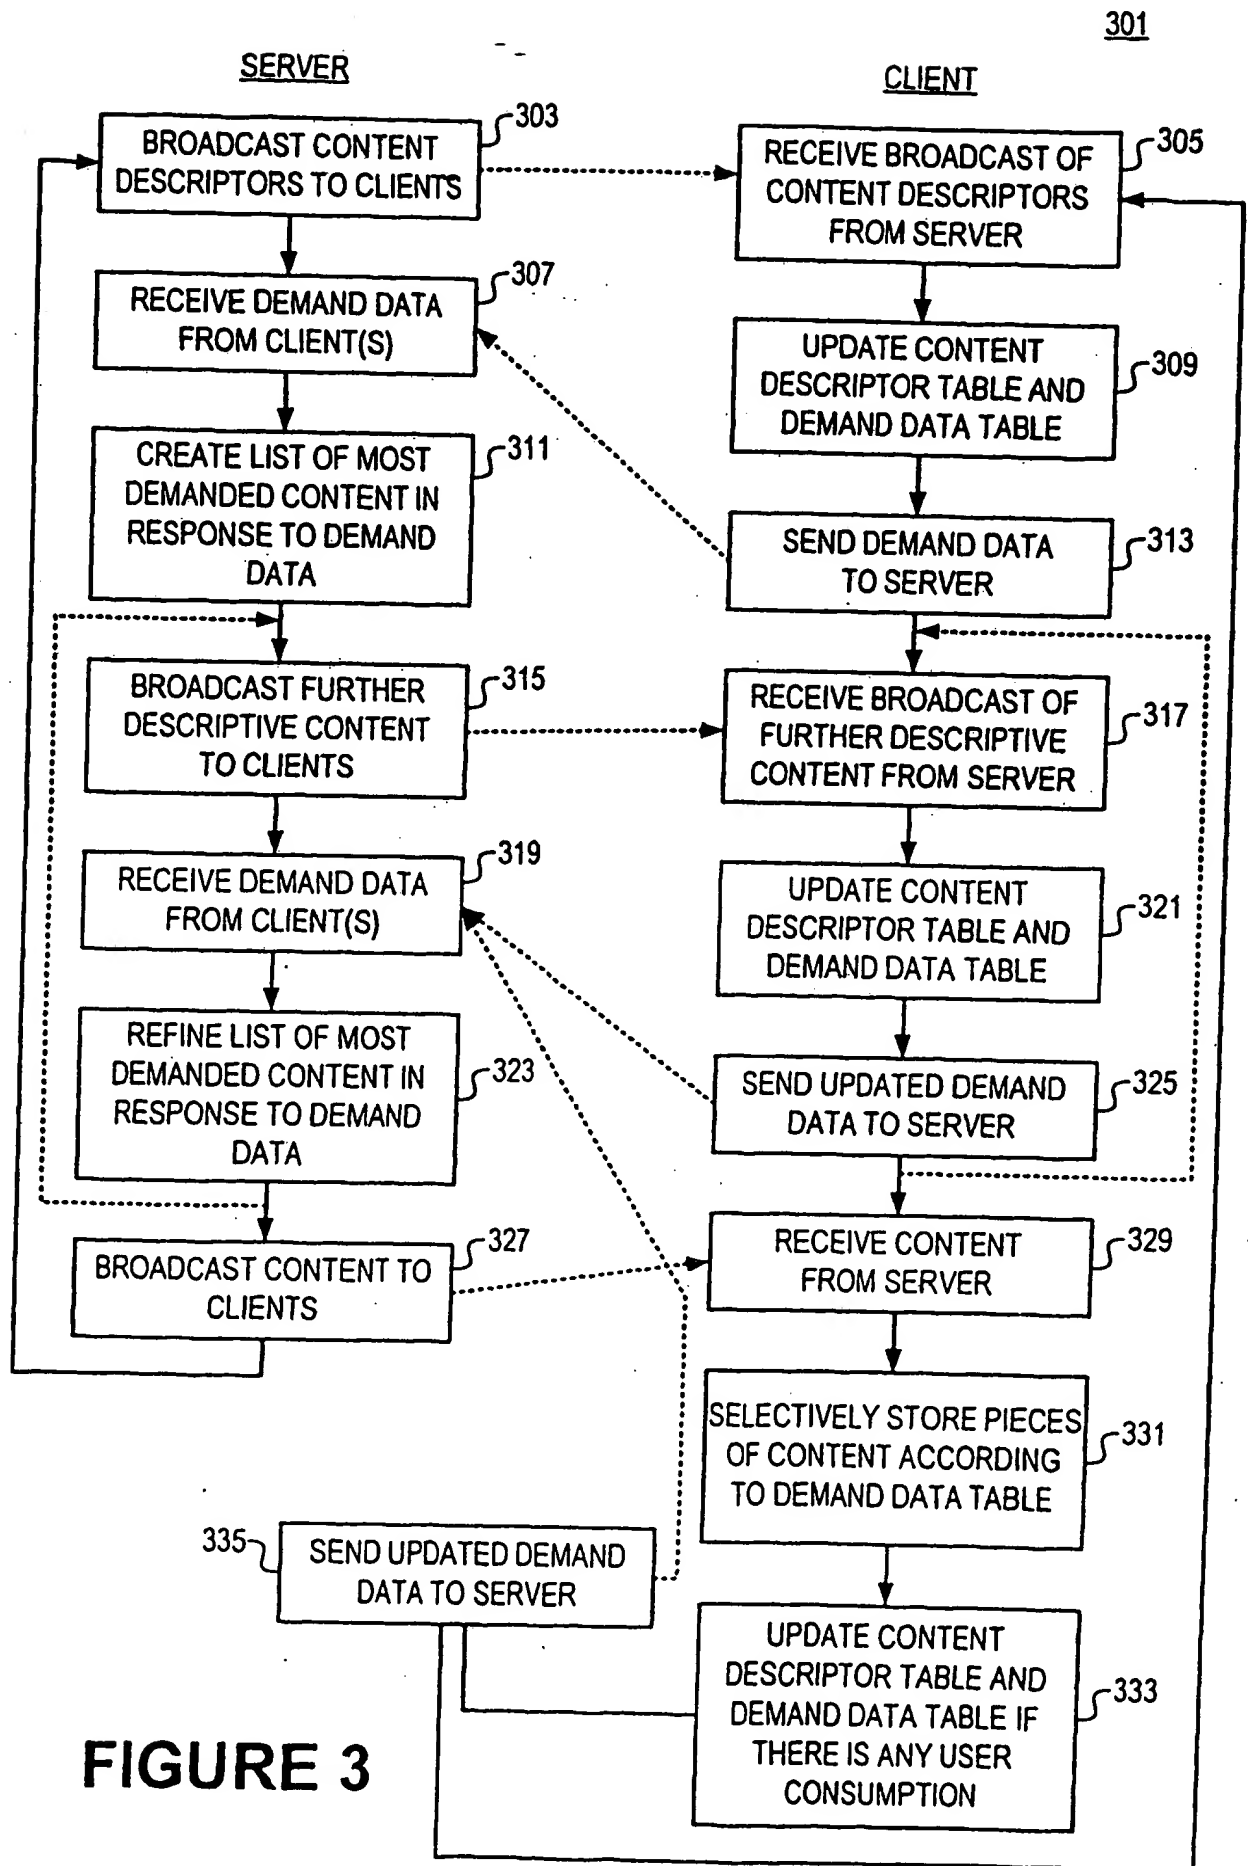 301
SERVER
CLIENT
BROADCAST CONTENT
DESCRIPTORS TO CLIENTS
303
RECEIVE BROADCAST OF
CONTENT DESCRIPTORS
FROM SERVER
305
RECEIVE DEMAND DATA
FROM CLIENT(S)
307
UPDATE CONTENT
DESCRIPTOR TABLE AND
DEMAND DATA TABLE
309
CREATE LIST OF MOST
DEMANDED CONTENT IN
RESPONSE TO DEMAND
DATA
311
SEND DEMAND DATA
TO SERVER
313
BROADCAST FURTHER
DESCRIPTIVE CONTENT
TO CLIENTS
315
RECEIVE BROADCAST OF
FURTHER DESCRIPTIVE
CONTENT FROM SERVER
317
RECEIVE DEMAND DATA
FROM CLIENT(S)
319
UPDATE CONTENT
DESCRIPTOR TABLE AND
DEMAND DATA TABLE
321
REFINE LIST OF MOST
DEMANDED CONTENT IN
RESPONSE TO DEMAND
DATA
323
SEND UPDATED DEMAND
DATA TO SERVER
325
BROADCAST CONTENT TO
CLIENTS
327
RECEIVE CONTENT
FROM SERVER
329
SELECTIVELY STORE PIECES
OF CONTENT ACCORDING
TO DEMAND DATA TABLE
331
335
SEND UPDATED DEMAND
DATA TO SERVER
UPDATE CONTENT
DESCRIPTOR TABLE AND
DEMAND DATA TABLE IF
THERE IS ANY USER
CONSUMPTION
333
FIGURE 3